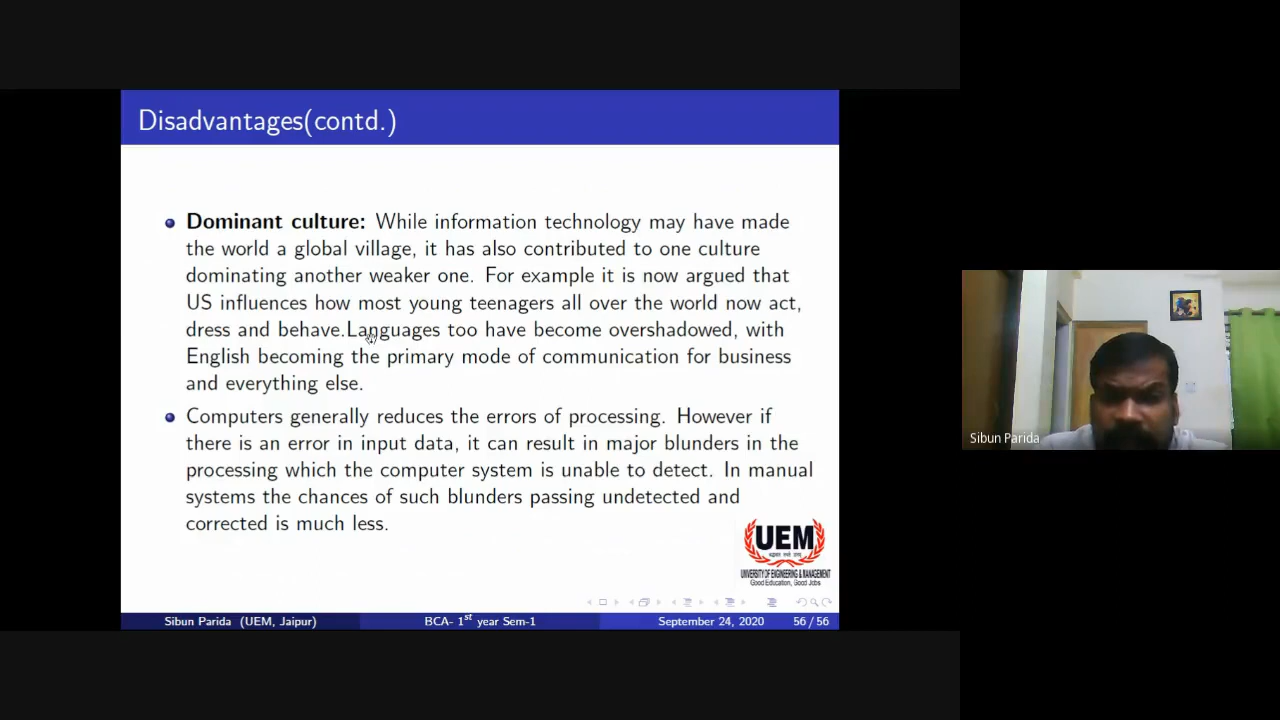 Disadvantages(contd.)
Dominant culture: While information technology may have made
the world a global village, it has also contributed to one culture
dominating another weaker one. For example it is now argued that
US influences how most young teenagers all over the world now act,
dress and behave.Languages too have become overshadowed, with
English becoming the primary mode of communication for business
and everything else.
Computers generally reduces the errors of processing. However if
there is an error in input data, it can result in major blunders in the
processing which the computer system is unable to detect. In manual
systems the chances of such blunders passing undetected and
corrected is much less.
UEM
UNIVERSITY OF ENGINEERING & MANAGEMENT
Good Education, Good Jobs
Sibun Parida (UEM, Jaipur) BCA- 1st year Sem-1 September 24, 2020 56 / 56
Sibun Parida